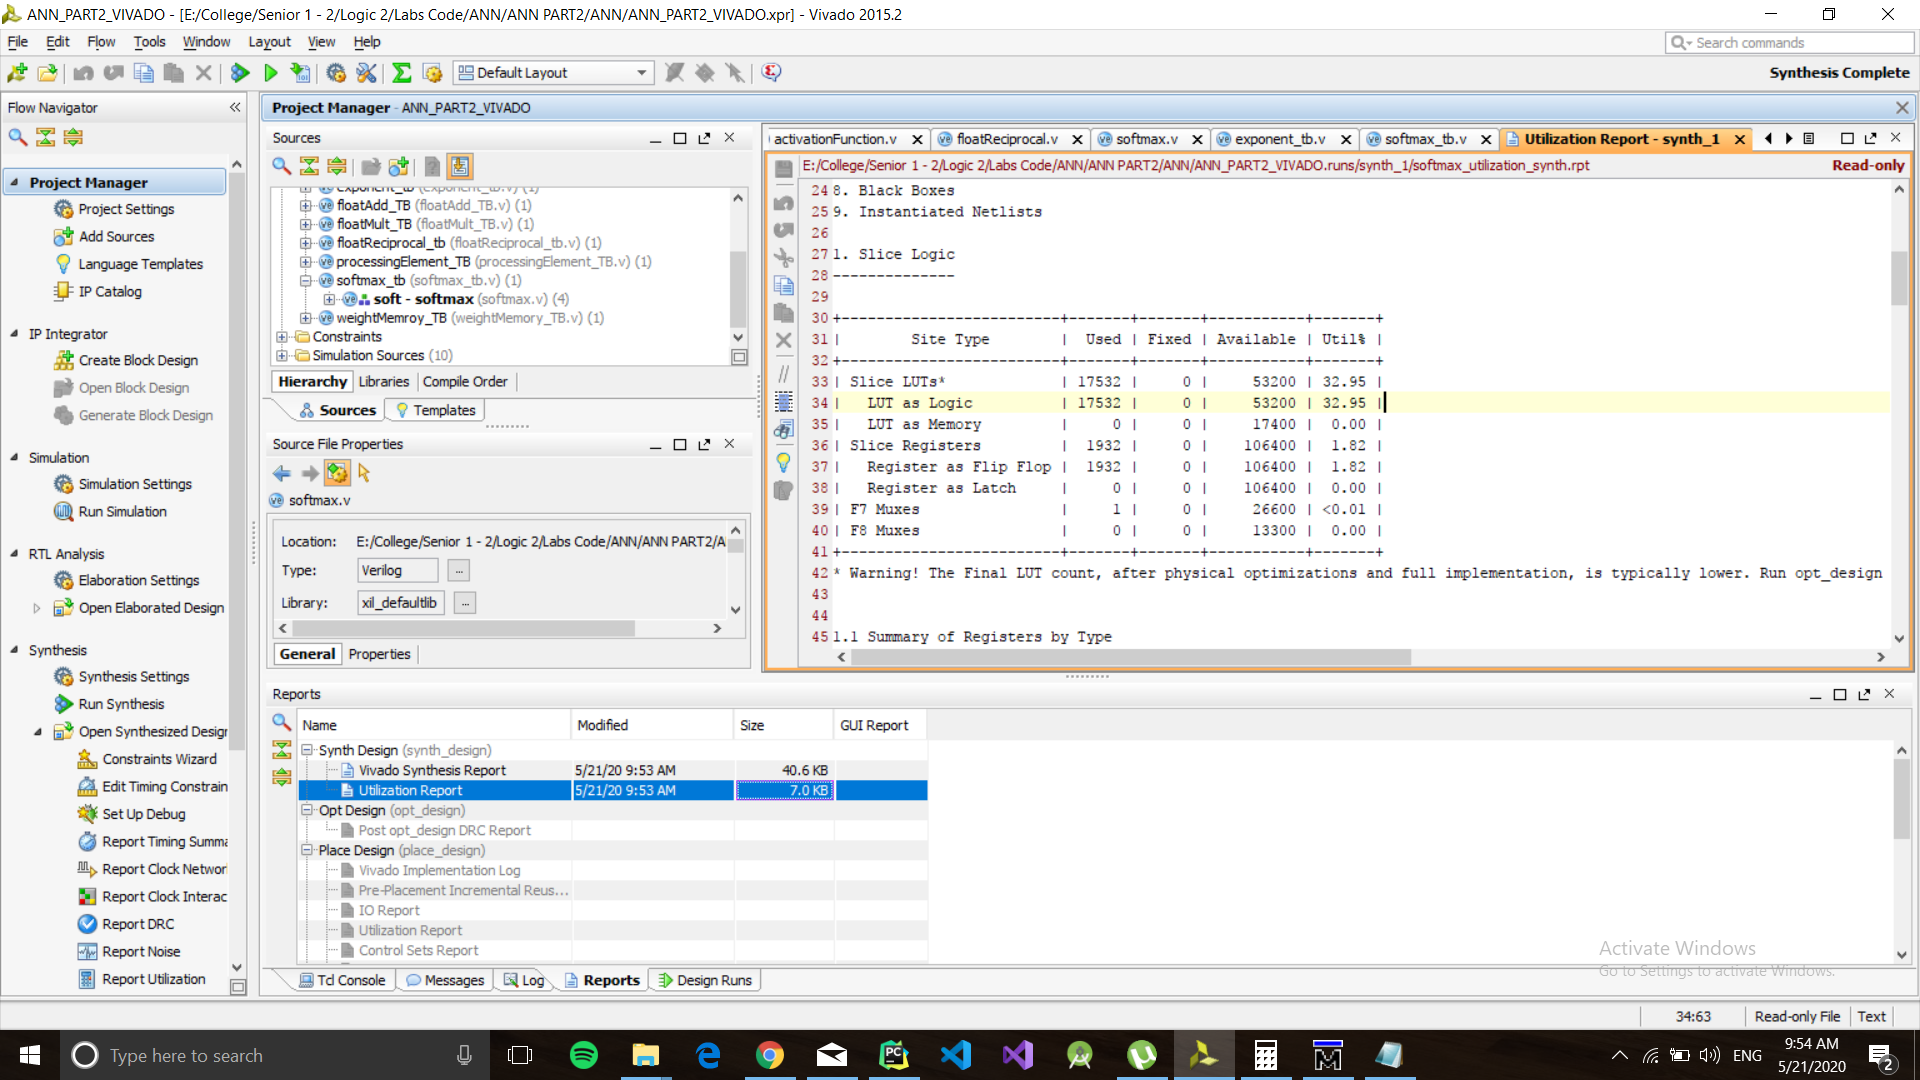 ANN_PART2_VIVADO - [E:/College/Senior 1 - 2/Logic 2/Labs Code/ANN/ANN PART2/ANN/ANN_PART2_VIVADO.xpr] - Vivado 2015.2
File Edit Flow Tools Window Layout View Help
Search commands
Default Layout
Synthesis Complete
Flow Navigator
Project Manager
Project Settings
Add Sources
Language Templates
IP Catalog
IP Integrator
Create Block Design
Open Block Design
Generate Block Design
Simulation
Simulation Settings
Run Simulation
RTL Analysis
Elaboration Settings
Open Elaborated Design
Synthesis
Synthesis Settings
Run Synthesis
Open Synthesized Desig
Constraints Wizard
Edit Timing Constrain
Set Up Debug
Report Timing Summa
Report Clock Networ
Report Clock Interac
Report DRC
Report Noise
Report Utilization
Project Manager - ANN_PART2_VIVADO
Sources
exponent_tb (exponent_tb.v) (1)
floatAdd_TB (floatAdd_TB.v) (1)
floatMult_TB (floatMult_TB.v) (1)
floatReciprocal_tb (floatReciprocal_tb.v) (1)
processingElement_TB (processingElement_TB.v) (1)
softmax_tb (softmax_tb.v) (1)
soft - softmax (softmax.v) (4)
weightMemroy_TB (weightMemory_TB.v) (1)
Constraints
Simulation Sources (10)
Hierarchy Libraries Compile Order
Sources Templates
Source File Properties
softmax.v
Location: E:/College/Senior 1 - 2/Logic 2/Labs Code/ANN/ANN PART2/A
Type: Verilog ...
Library: xil_defaultlib ...
General Properties
activationFunction.v floatReciprocal.v softmax.v exponent_tb.v softmax_tb.v Utilization Report - synth_1
E:/College/Senior 1 - 2/Logic 2/Labs Code/ANN/ANN PART2/ANN/ANN_PART2_VIVADO.runs/synth_1/softmax_utilization_synth.rpt Read-only
24 8. Black Boxes
25 9. Instantiated Netlists
26
27 1. Slice Logic
28 --------------
29
30 +--------------------------+-------+-------+-----------+-------+
31 | Site Type | Used | Fixed | Available | Util% |
32 +--------------------------+-------+-------+-----------+-------+
33 | Slice LUTs* | 17532 | 0 | 53200 | 32.95 |
34 | LUT as Logic | 17532 | 0 | 53200 | 32.95 |
35 | LUT as Memory | 0 | 0 | 17400 | 0.00 |
36 | Slice Registers | 1932 | 0 | 106400 | 1.82 |
37 | Register as Flip Flop | 1932 | 0 | 106400 | 1.82 |
38 | Register as Latch | 0 | 0 | 106400 | 0.00 |
39 | F7 Muxes | 1 | 0 | 26600 | <0.01 |
40 | F8 Muxes | 0 | 0 | 13300 | 0.00 |
41 +--------------------------+-------+-------+-----------+-------+
42 * Warning! The Final LUT count, after physical optimizations and full implementation, is typically lower. Run opt_design
43
44
45 1.1 Summary of Registers by Type
Reports
Name Modified Size GUI Report
Synth Design (synth_design)
Vivado Synthesis Report 5/21/20 9:53 AM 40.6 KB
Utilization Report 5/21/20 9:53 AM 7.0 KB
Opt Design (opt_design)
Post opt_design DRC Report
Place Design (place_design)
Vivado Implementation Log
Pre-Placement Incremental Reus...
IO Report
Utilization Report
Control Sets Report
Tcl Console Messages Log Reports Design Runs
Activate Windows
Go to Settings to activate Windows.
34:63 Read-only File Text
Type here to search
ENG
9:54 AM
5/21/2020
2